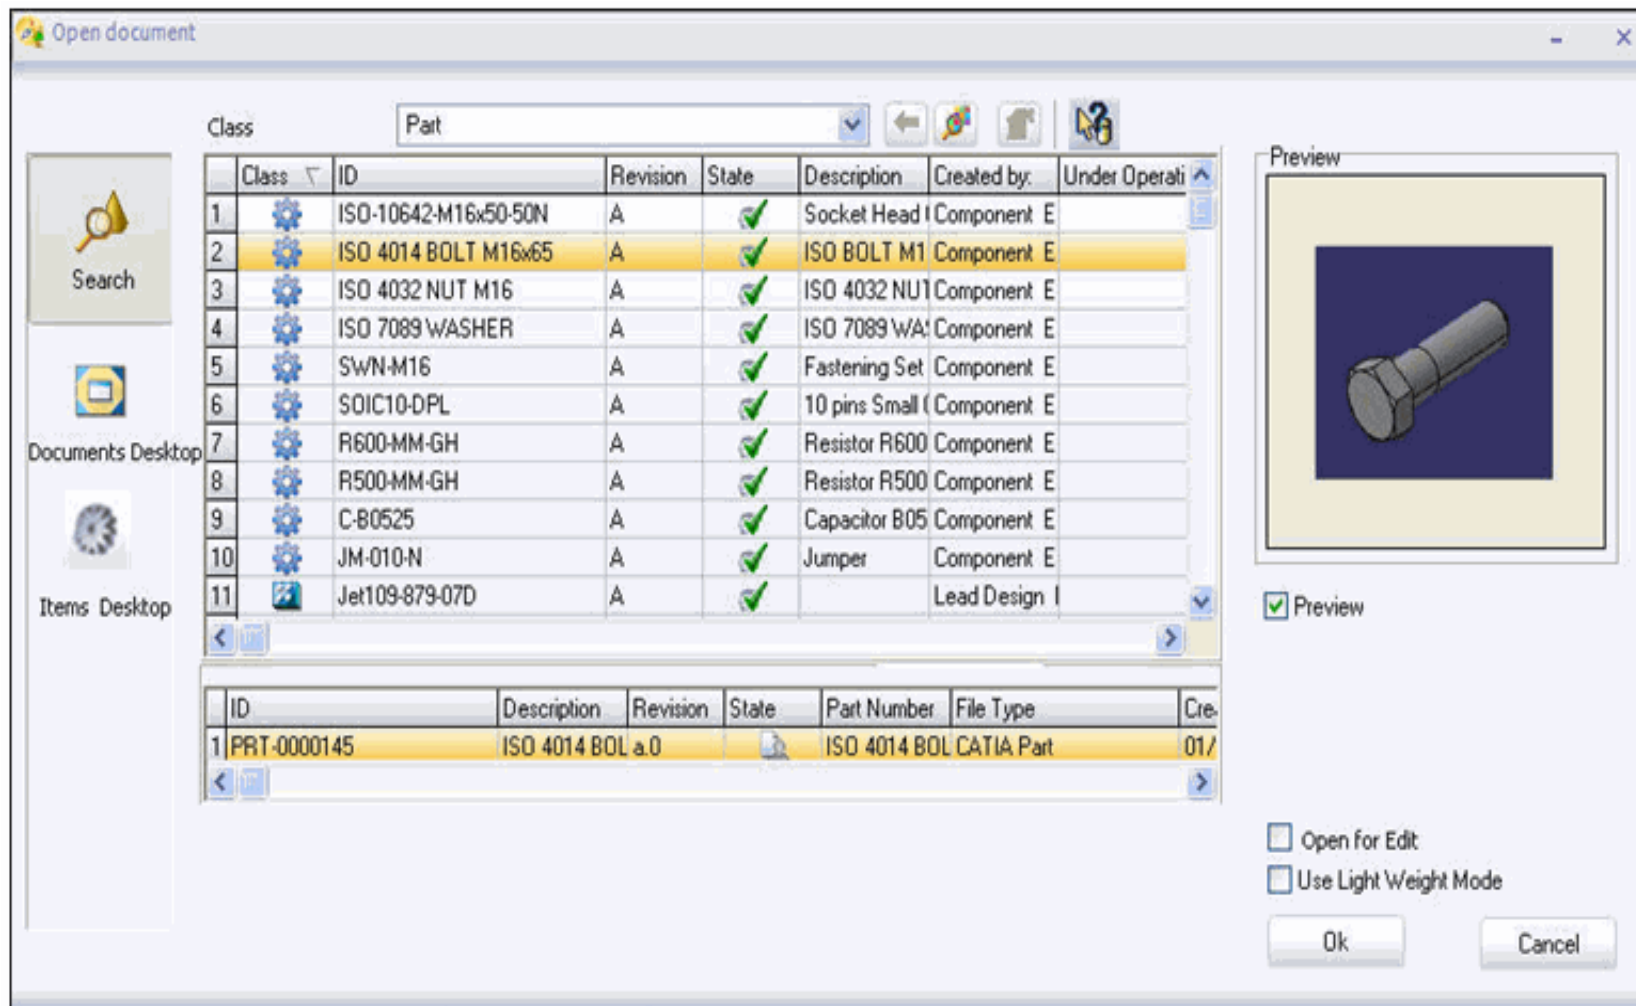 Open document
Class Part
Class ID Revision State Description Created by: Under Operati
1 ISO-10642-M16x50-50N A Socket Head Component E
2 ISO 4014 BOLT M16x65 A ISO BOLT M1 Component E
3 ISO 4032 NUT M16 A ISO 4032 NUT Component E
4 ISO 7089 WASHER A ISO 7089 WA Component E
5 SWN-M16 A Fastening Set Component E
6 SOIC10-DPL A 10 pins Small Component E
7 R600-MM-GH A Resistor R600 Component E
8 R500-MM-GH A Resistor R500 Component E
9 C-B0525 A Capacitor B05 Component E
10 JM-010-N A Jumper Component E
11 Jet109-879-07D A Lead Design
ID Description Revision State Part Number File Type Cre
1 PRT-0000145 ISO 4014 BOL a.0 ISO 4014 BOL CATIA Part 01/
Search
Documents Desktop
Items Desktop
Preview
Preview
Open for Edit
Use Light Weight Mode
Ok Cancel